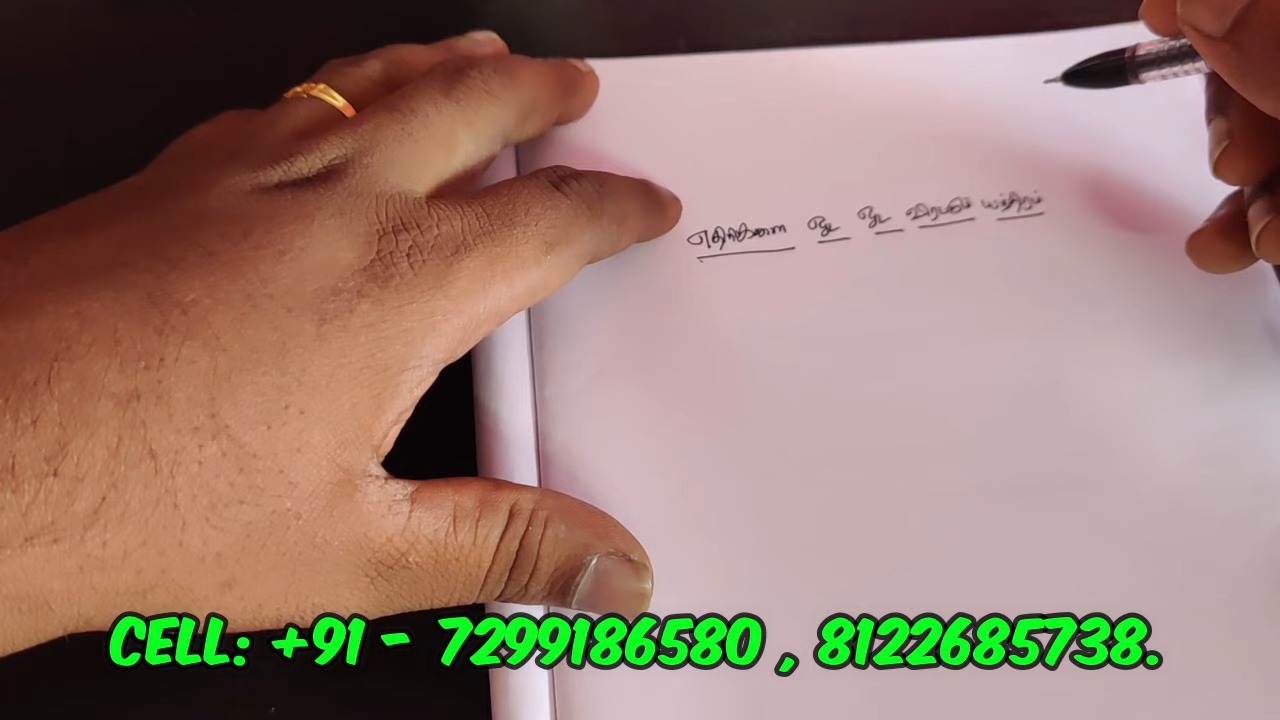 எதிரிகளை ஓட ஓட விரட்டும் யந்திரம்
CELL: +91 - 7299186580 , 8122685738.